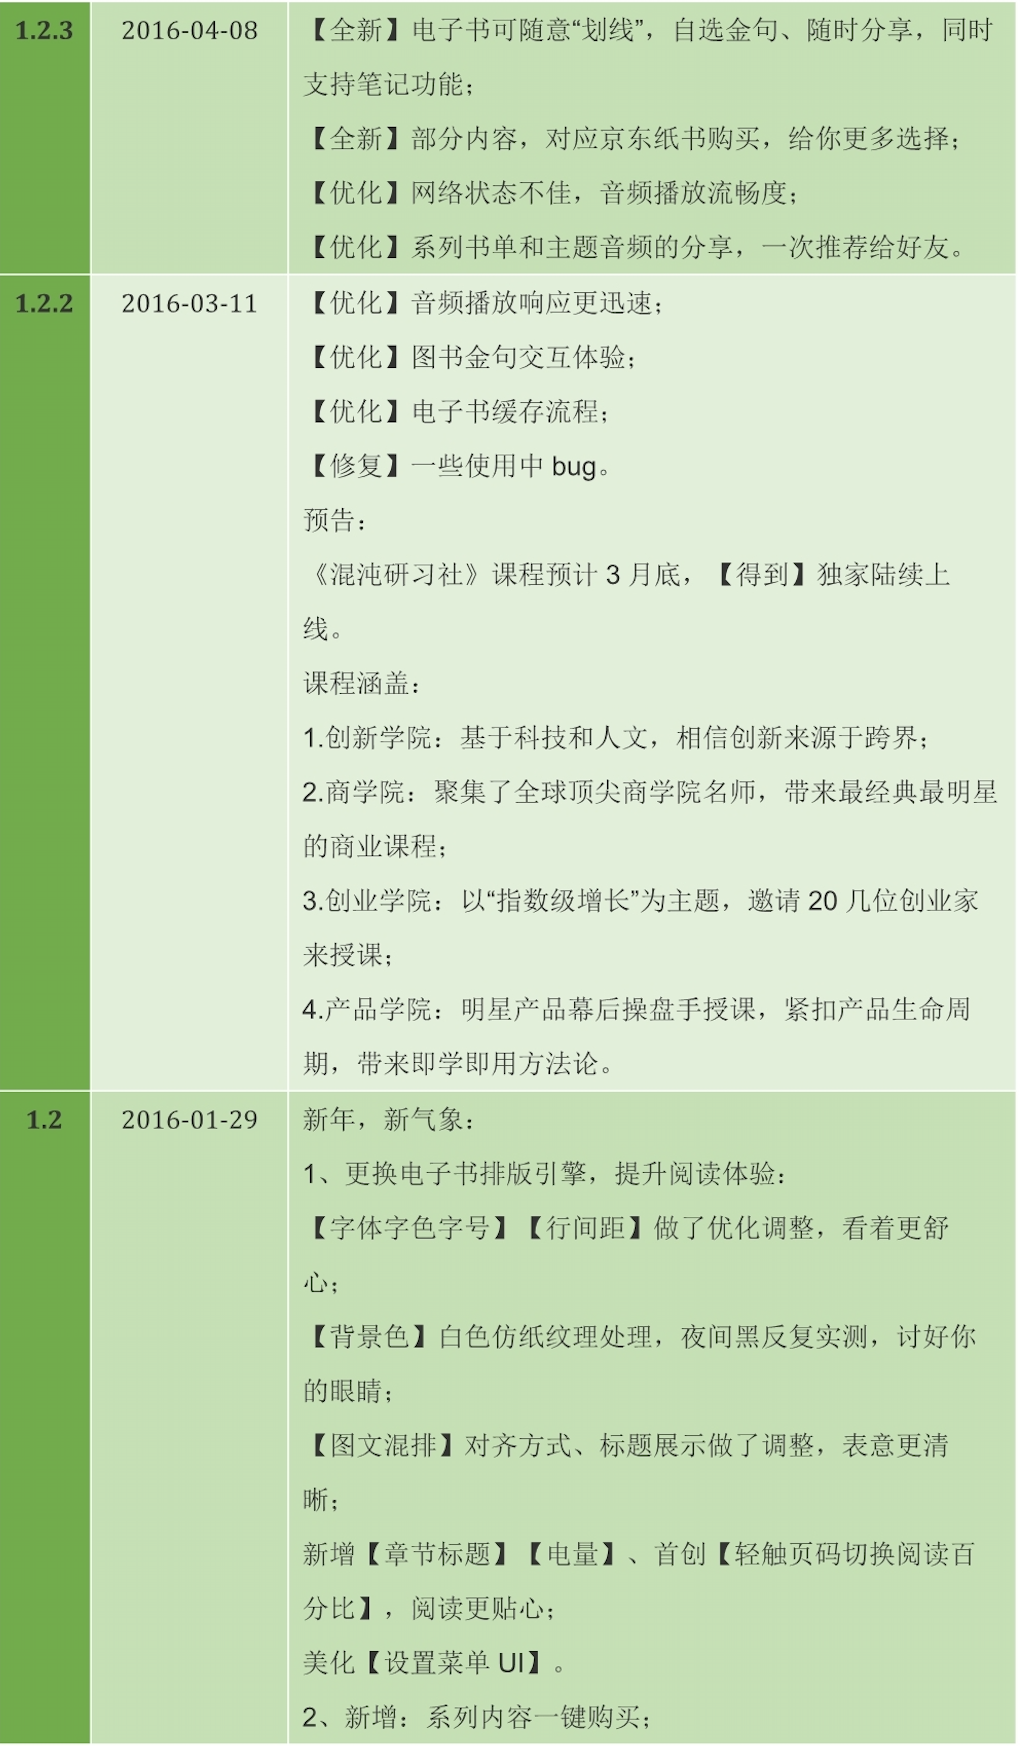 1.2.3 2016-04-08 【全新】电子书可随意“划线”，自选金句、随时分享，同时
支持笔记功能；
【全新】部分内容，对应京东纸书购买，给你更多选择；
【优化】网络状态不佳，音频播放流畅度；
【优化】系列书单和主题音频的分享，一次推荐给好友。
1.2.2 2016-03-11 【优化】音频播放响应更迅速；
【优化】图书金句交互体验；
【优化】电子书缓存流程；
【修复】一些使用中 bug。
预告：
《混沌研习社》课程预计 3 月底，【得到】独家陆续上
线。
课程涵盖：
1.创新学院：基于科技和人文，相信创新来源于跨界；
2.商学院：聚集了全球顶尖商学院名师，带来最经典最明星
的商业课程；
3.创业学院：以“指数级增长”为主题，邀请 20 几位创业家
来授课；
4.产品学院：明星产品幕后操盘手授课，紧扣产品生命周
期，带来即学即用方法论。
1.2 2016-01-29 新年，新气象：
1、更换电子书排版引擎，提升阅读体验：
【字体字色字号】【行间距】做了优化调整，看着更舒
心；
【背景色】白色仿纸纹理处理，夜间黑反复实测，讨好你
的眼睛；
【图文混排】对齐方式、标题展示做了调整，表意更清
晰；
新增【章节标题】【电量】、首创【轻触页码切换阅读百
分比】，阅读更贴心；
美化【设置菜单 UI】。
2、新增：系列内容一键购买；